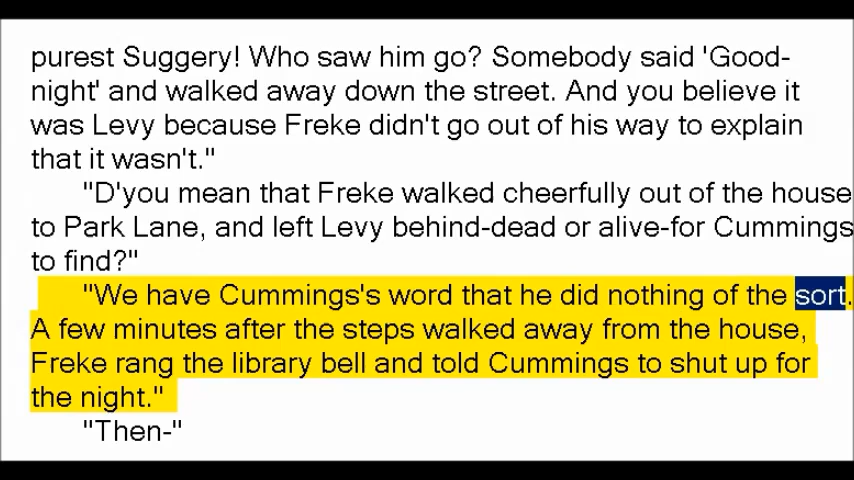 purest Suggery! Who saw him go? Somebody said 'Good-
night' and walked away down the street. And you believe it
was Levy because Freke didn't go out of his way to explain
that it wasn't."
"D'you mean that Freke walked cheerfully out of the house
to Park Lane, and left Levy behind-dead or alive-for Cummings
to find?"
"We have Cummings's word that he did nothing of the sort.
A few minutes after the steps walked away from the house,
Freke rang the library bell and told Cummings to shut up for
the night."
"Then-"